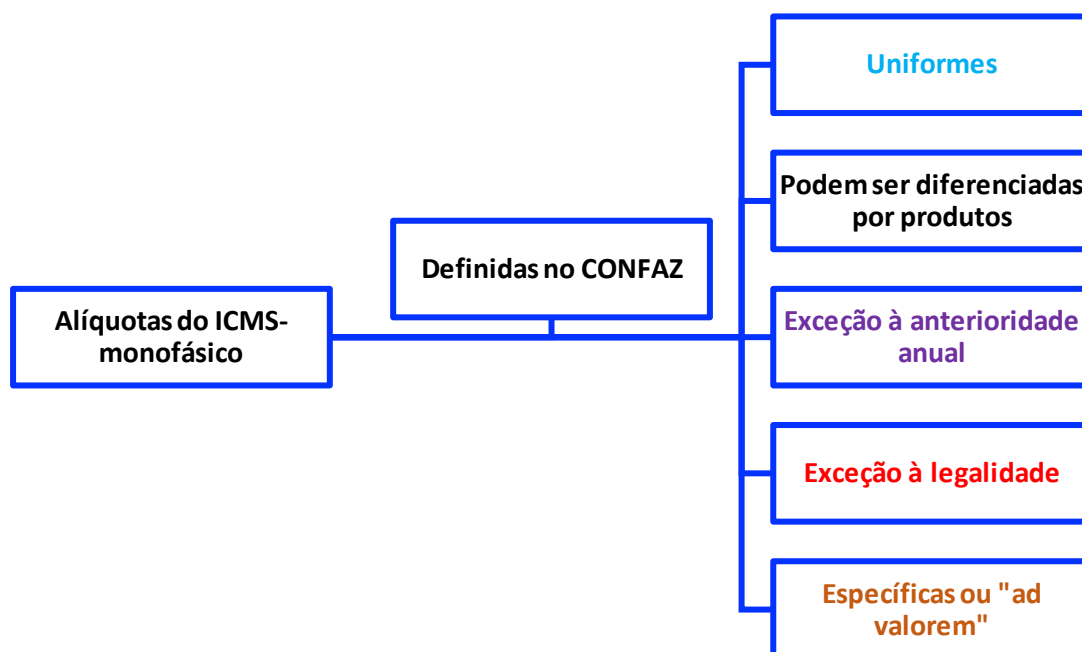 Alíquotas do ICMS-
monofásico
Definidas no CONFAZ
Uniformes
Podem ser diferenciadas
por produtos
Exceção à anterioridade
anual
Exceção à legalidade
Específicas ou "ad
valorem"